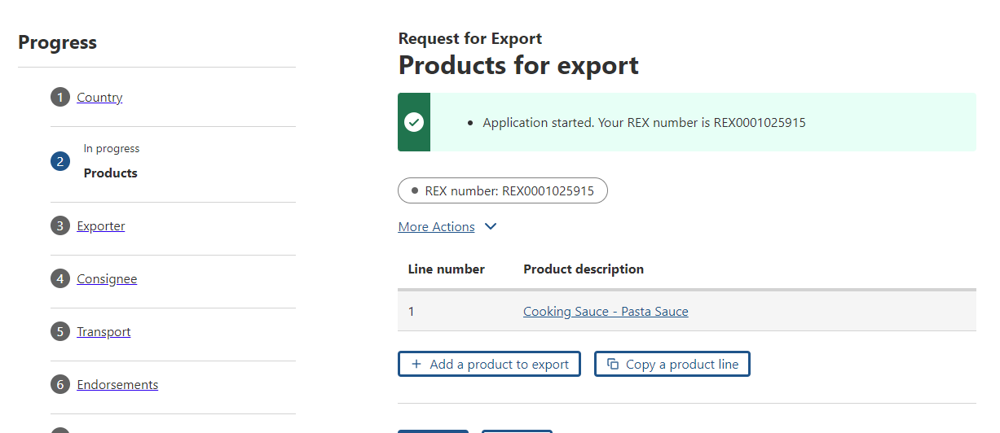 Progress
1 Country
In progress
2 Products
3 Exporter
4 Consignee
5 Transport
6 Endorsements
Request for Export
Products for export
• Application started. Your REX number is REX0001025915
REX number: REX0001025915
More Actions
Line number Product description
1 Cooking Sauce - Pasta Sauce
+ Add a product to export Copy a product line